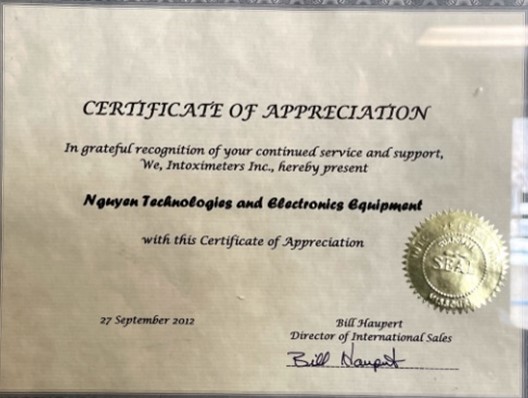 CERTIFICATE OF APPRECIATION
In grateful recognition of your continued service and support,
We, Intoximeters Inc., hereby present
Nguyen Technologies and Electronics Equipment
with this Certificate of Appreciation
27 September 2012
Bill Haupert
Director of International Sales
Bill Haupert
SEAL